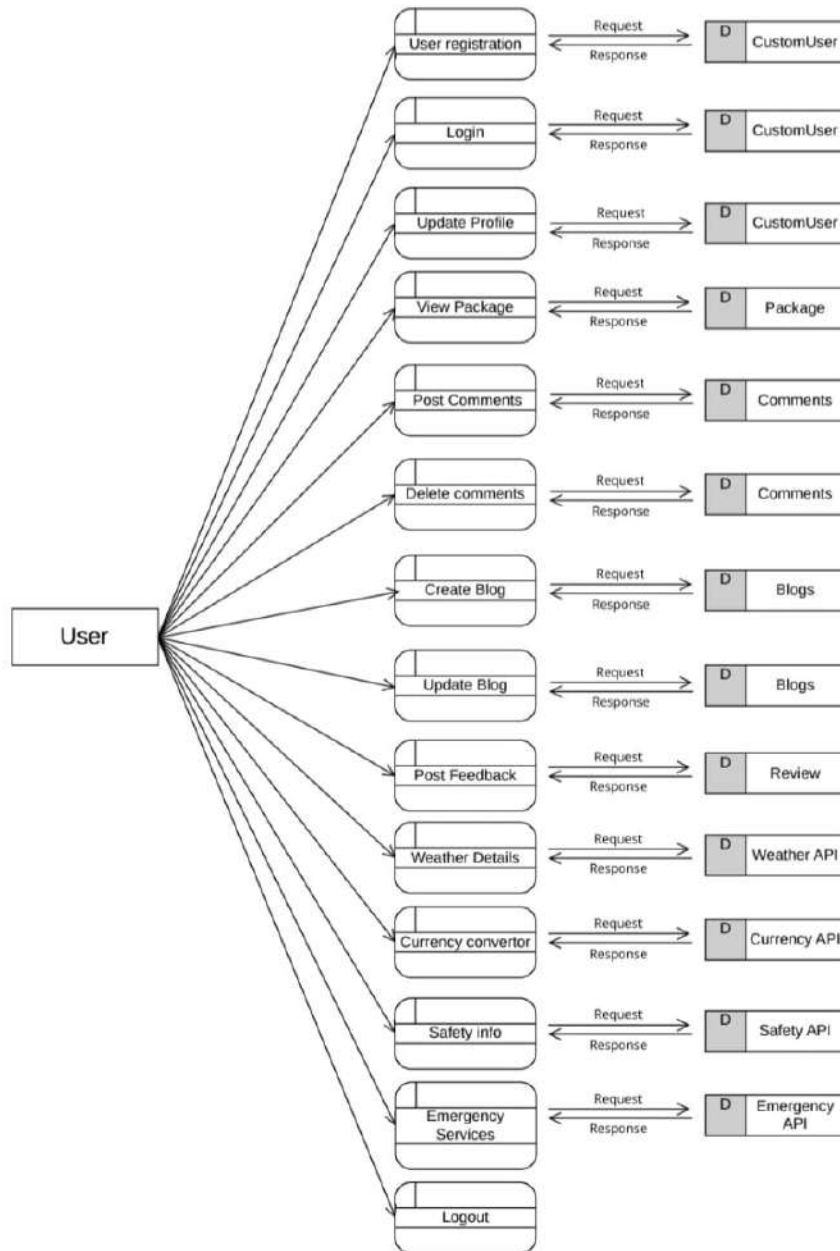 User registration
Request
Response
D
CustomUser
Login
Request
Response
D
CustomUser
Update Profile
Request
Response
D
CustomUser
View Package
Request
Response
D
Package
Post Comments
Request
Response
D
Comments
Delete comments
Request
Response
D
Comments
Create Blog
Request
Response
D
Blogs
User
Update Blog
Request
Response
D
Blogs
Post Feedback
Request
Response
D
Review
Weather Details
Request
Response
D
Weather API
Currency convertor
Request
Response
D
Currency API
Safety info
Request
Response
D
Safety API
Emergency
Services
Request
Response
D
Emergency
API
Logout